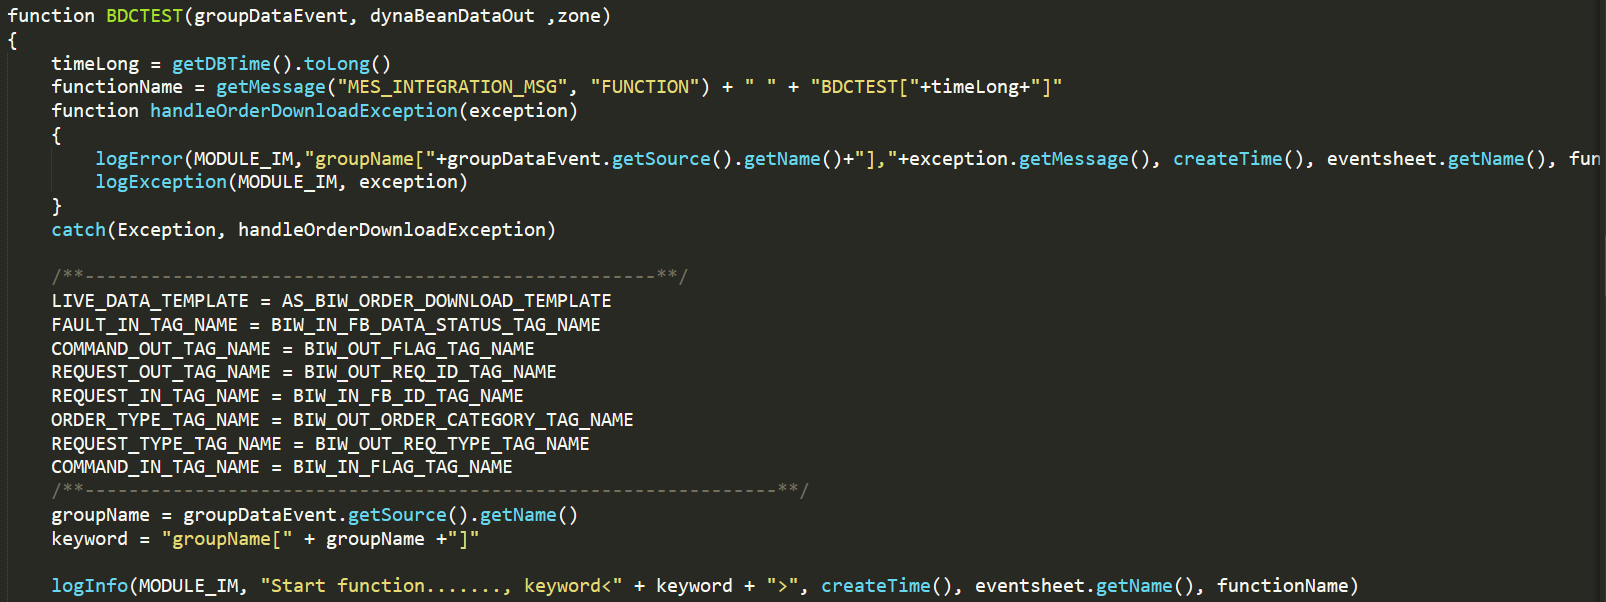 function BDCTEST(groupDataEvent, dynaBeanDataOut ,zone)
{
timeLong = getDBTime().toLong()
functionName = getMessage("MES_INTEGRATION_MSG", "FUNCTION") + " " + "BDCTEST["+timeLong+"]"
function handleOrderDownloadException(exception)
{
logError(MODULE_IM,"groupName["+groupDataEvent.getSource().getName()+"],"+exception.getMessage(), createTime(), eventsheet.getName(), fun
logException(MODULE_IM, exception)
}
catch(Exception, handleOrderDownloadException)
/**----------------------------------------------------**/
LIVE_DATA_TEMPLATE = AS_BIW_ORDER_DOWNLOAD_TEMPLATE
FAULT_IN_TAG_NAME = BIW_IN_FB_DATA_STATUS_TAG_NAME
COMMAND_OUT_TAG_NAME = BIW_OUT_FLAG_TAG_NAME
REQUEST_OUT_TAG_NAME = BIW_OUT_REQ_ID_TAG_NAME
REQUEST_IN_TAG_NAME = BIW_IN_FB_ID_TAG_NAME
ORDER_TYPE_TAG_NAME = BIW_OUT_ORDER_CATEGORY_TAG_NAME
REQUEST_TYPE_TAG_NAME = BIW_OUT_REQ_TYPE_TAG_NAME
COMMAND_IN_TAG_NAME = BIW_IN_FLAG_TAG_NAME
/**---------------------------------------------------------------**/
groupName = groupDataEvent.getSource().getName()
keyword = "groupName[" + groupName +"]"
logInfo(MODULE_IM, "Start function......., keyword<" + keyword + ">", createTime(), eventsheet.getName(), functionName)